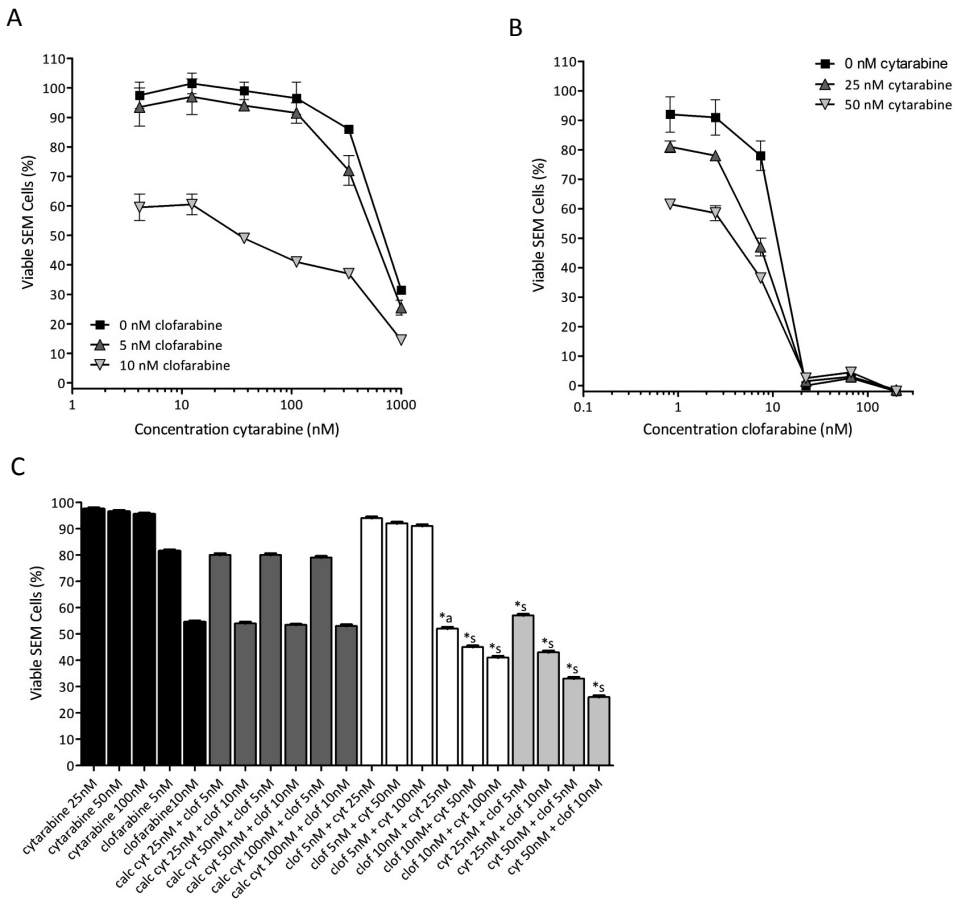 A
110
100
90
80
70
60
50
40
30
20
10
0
Viable SEM Cells (%)
0 nM clofarabine
5 nM clofarabine
10 nM clofarabine
1
10
100
1000
Concentration cytarabine (nM)
B
0 nM cytarabine
25 nM cytarabine
50 nM cytarabine
110
100
90
80
70
60
50
40
30
20
10
0
Viable SEM Cells (%)
0.1
1
10
100
Concentration clofarabine (nM)
C
100
90
80
70
60
50
40
30
20
10
0
Viable SEM Cells (%)
*a
*s
*s
*s
*s
*s
*s
cytarabine 25nM
cytarabine 50nM
cytarabine 100nM
clofarabine 5nM
clofarabine10nM
calc cyt 25nM + clof 5nM
calc cyt 25nM + clof 10nM
calc cyt 50nM + clof 5nM
calc cyt 50nM + clof 10nM
calc cyt 100nM + clof 5nM
calc cyt 100nM + clof 10nM
clof 5nM + cyt 25nM
clof 5nM + cyt 50nM
clof 5nM + cyt 100nM
clof 10nM + cyt 25nM
clof 10nM+ cyt 50nM
clof 10nM + cyt 100nM
cyt 25nM + clof 5nM
cyt 25nM + clof 10nM
cyt 50nM + clof 5nM
cyt 50nM + clof 10nM